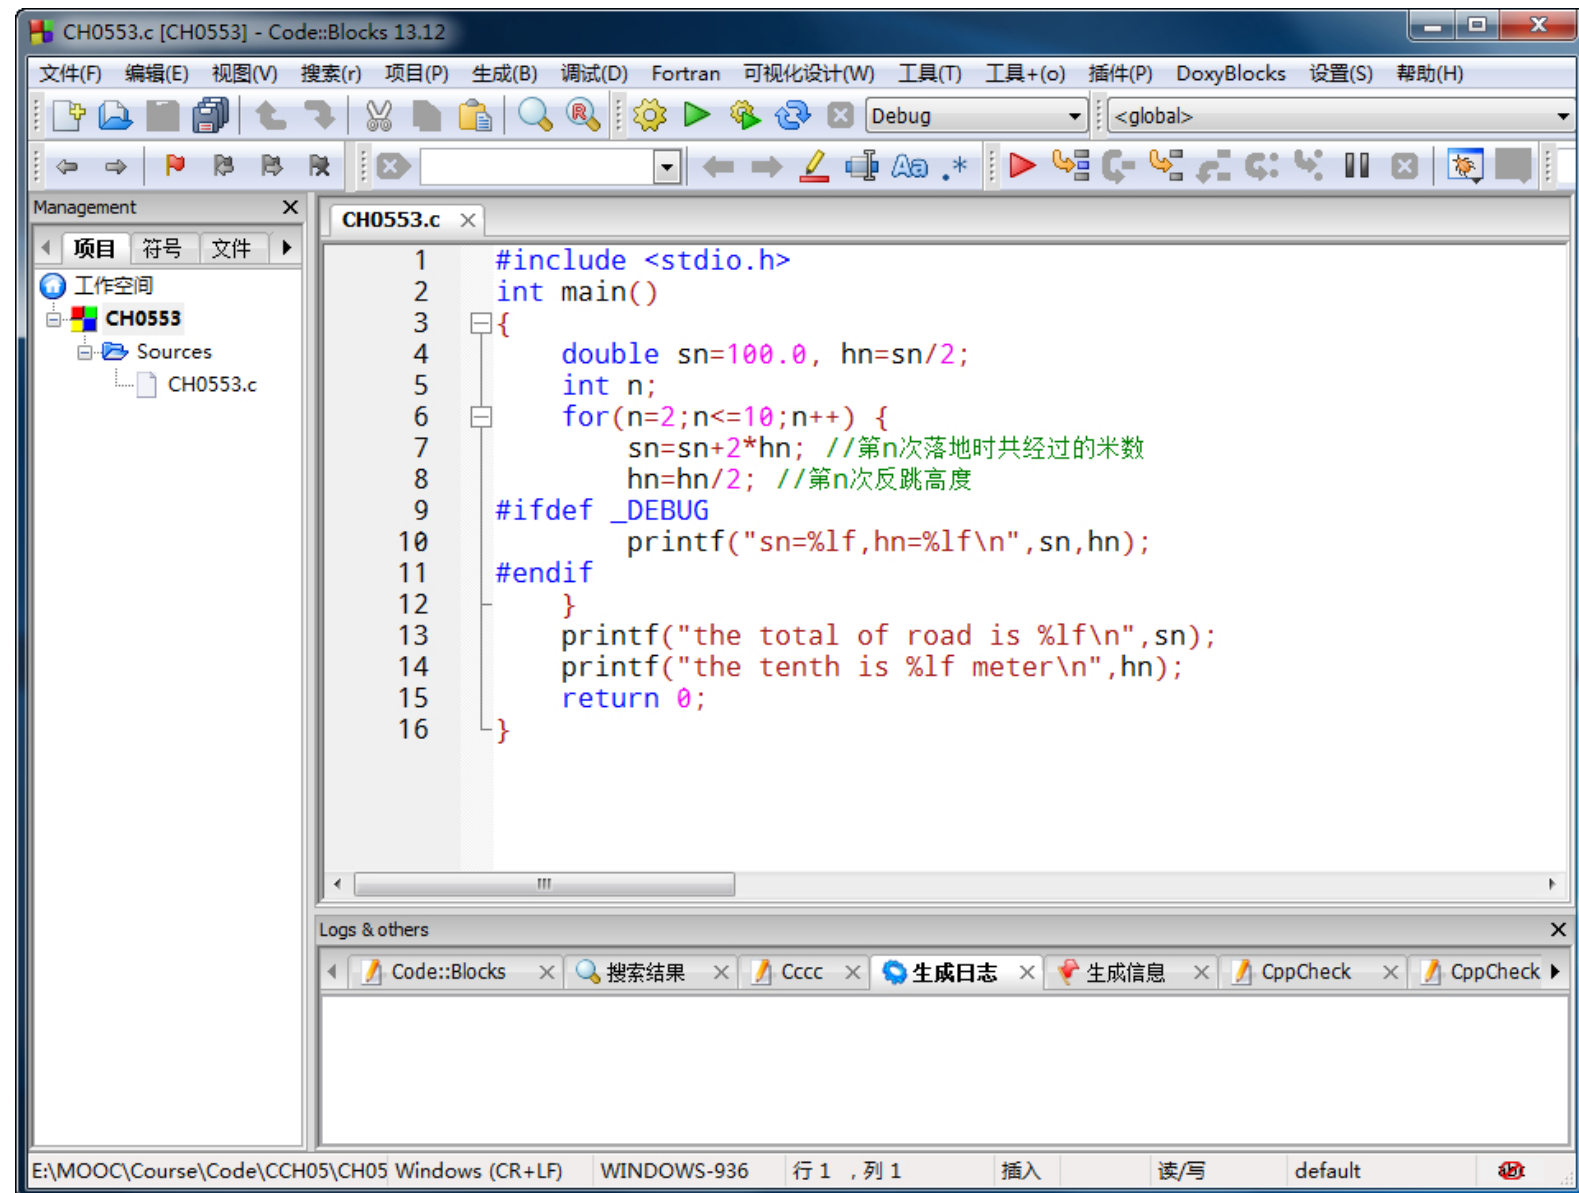 CH0553.c [CH0553] - Code::Blocks 13.12
文件(F) 编辑(E) 视图(V) 搜索(r) 项目(P) 生成(B) 调试(D) Fortran 可视化设计(W) 工具(T) 工具+(o) 插件(P) DoxyBlocks 设置(S) 帮助(H)
Debug <global>
Management
项目 符号 文件
工作空间
CH0553
Sources
CH0553.c
CH0553.c
1 #include <stdio.h>
2 int main()
3 {
4 double sn=100.0, hn=sn/2;
5 int n;
6 for(n=2;n<=10;n++) {
7 sn=sn+2*hn; //第n次落地时共经过的米数
8 hn=hn/2; //第n次反跳高度
9 #ifdef _DEBUG
10 printf("sn=%lf,hn=%lf\n",sn,hn);
11 #endif
12 }
13 printf("the total of road is %lf\n",sn);
14 printf("the tenth is %lf meter\n",hn);
15 return 0;
16 }
Logs & others
Code::Blocks 搜索结果 Cccc 生成日志 生成信息 CppCheck CppCheck
E:\MOOC\Course\Code\CCH05\CH05 Windows (CR+LF) WINDOWS-936 行 1 , 列 1 插入 读/写 default